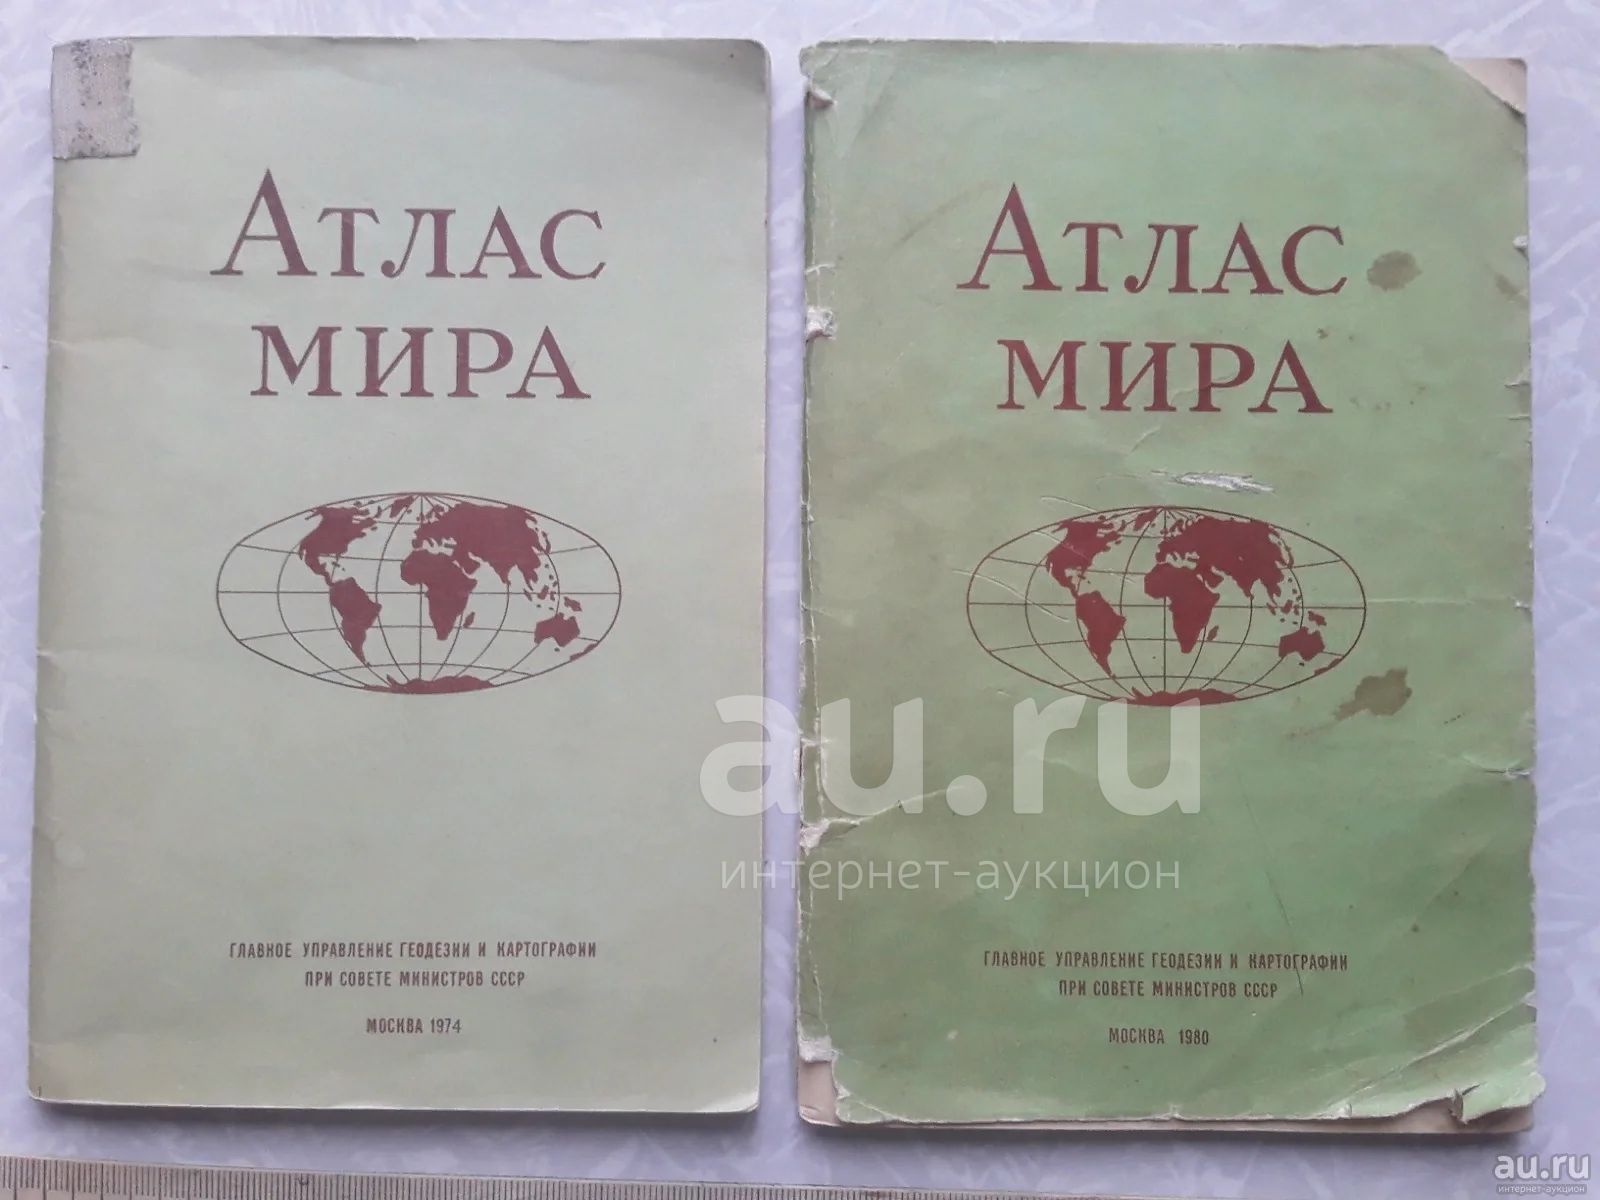 Атлас
мира
ГЛАВНОЕ УПРАВЛЕНИЕ ГЕОДЕЗИИ И КАРТОГРАФИИ
ПРИ СОВЕТЕ МИНИСТРОВ СССР
МОСКВА 1974
Атлас
мира
ГЛАВНОЕ УПРАВЛЕНИЕ ГЕОДЕЗИИ И КАРТОГРАФИИ
ПРИ СОВЕТЕ МИНИСТРОВ СССР
МОСКВА 1980
au.ru
интернет-аукцион
au.ru
интернет-аукцион